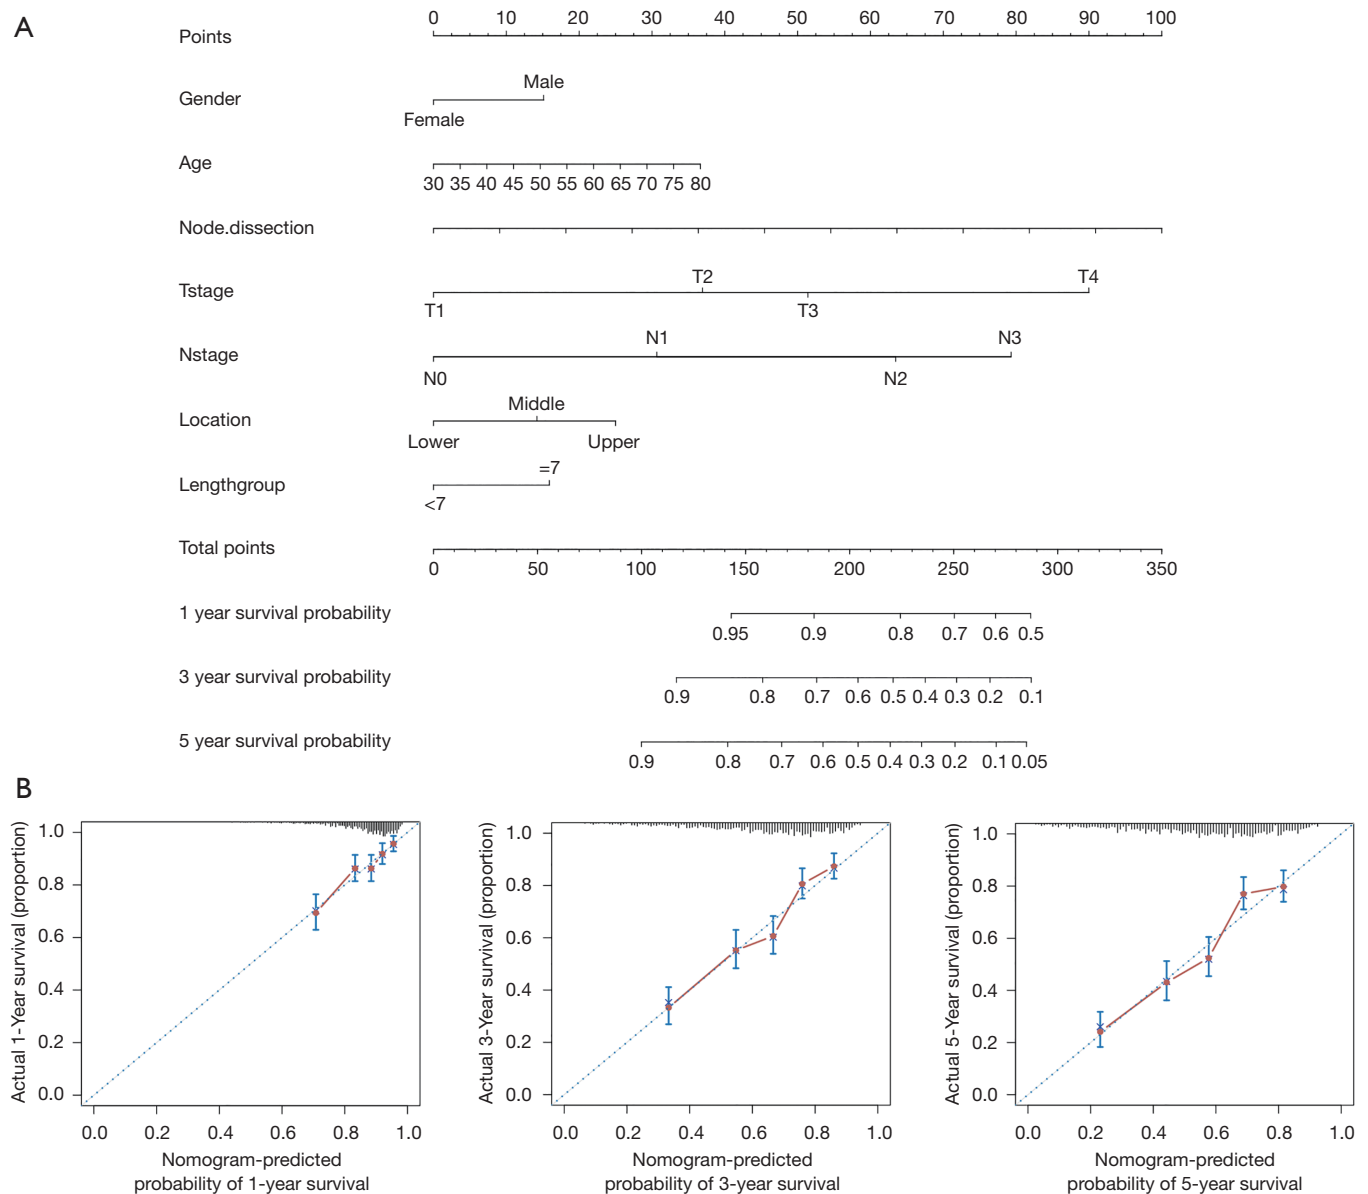 A
Points
0 10 20 30 40 50 60 70 80 90 100
Gender
Male
Female
Age
30 35 40 45 50 55 60 65 70 75 80
Node.dissection
Tstage
T2 T4
T1 T3
Nstage
N1 N3
N0 N2
Location
Middle
Lower Upper
Lengthgroup
=7
<7
Total points
0 50 100 150 200 250 300 350
1 year survival probability
0.95 0.9 0.8 0.7 0.6 0.5
3 year survival probability
0.9 0.8 0.7 0.6 0.5 0.4 0.3 0.2 0.1
5 year survival probability
0.9 0.8 0.7 0.6 0.5 0.4 0.3 0.2 0.1 0.05
B
Actual 1-Year survival (proportion)
1.0
0.8
0.6
0.4
0.2
0.0
0.0 0.2 0.4 0.6 0.8 1.0
Nomogram-predicted
probability of 1-year survival
Actual 3-Year survival (proportion)
1.0
0.8
0.6
0.4
0.2
0.0
0.0 0.2 0.4 0.6 0.8 1.0
Nomogram-predicted
probability of 3-year survival
Actual 5-Year survival (proportion)
1.0
0.8
0.6
0.4
0.2
0.0
0.0 0.2 0.4 0.6 0.8 1.0
Nomogram-predicted
probability of 5-year survival